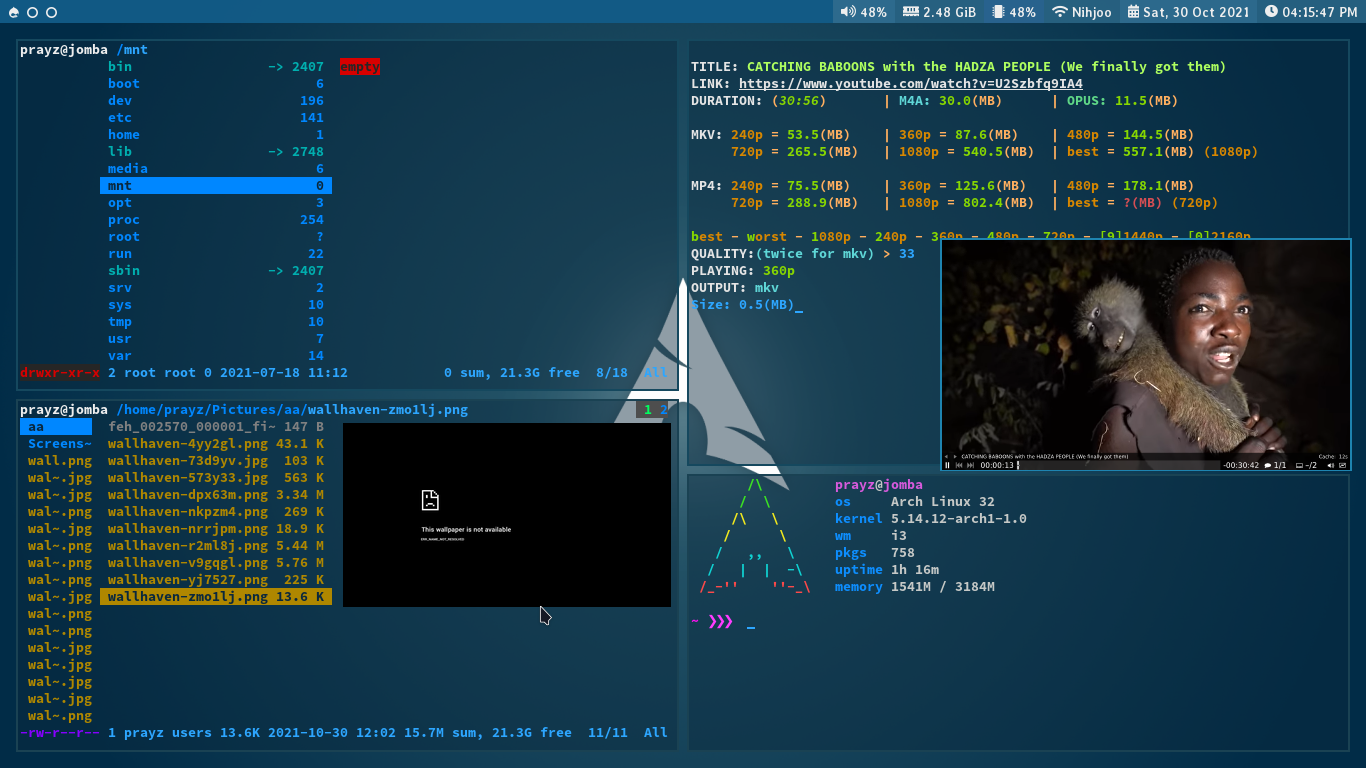 48% 2.48 GiB 48% Nihjoo Sat, 30 Oct 2021 04:15:47 PM
prayz@jomba /mnt
bin -> 2407 empty
boot 6
dev 196
etc 141
home 1
lib -> 2748
media 6
mnt 0
opt 3
proc 254
root ?
run 22
sbin -> 2407
srv 2
sys 10
tmp 10
usr 7
var 14
drwxr-xr-x 2 root root 0 2021-07-18 11:12 0 sum, 21.3G free 8/18 All
TITLE: CATCHING BABOONS with the HADZA PEOPLE (We finally got them)
LINK: https://www.youtube.com/watch?v=U2Szbfq9IA4
DURATION: (30:56) | M4A: 30.0(MB) | OPUS: 11.5(MB)
MKV: 240p = 53.5(MB) | 360p = 87.6(MB) | 480p = 144.5(MB)
720p = 265.5(MB) | 1080p = 540.5(MB) | best = 557.1(MB) (1080p)
MP4: 240p = 75.5(MB) | 360p = 125.6(MB) | 480p = 178.1(MB)
720p = 288.9(MB) | 1080p = 802.4(MB) | best = ?(MB) (720p)
best - worst - 1080p - 240p - 360p - 480p - 720p - [9]1440p - [0]2160p
QUALITY:(twice for mkv) > 33
PLAYING: 360p
OUTPUT: mkv
Size: 0.5(MB)_
CATCHING BABOONS with the HADZA PEOPLE (We finally got them) Cache: 12s
00:00:13 -00:30:42 1/1 -/2
prayz@jomba /home/prayz/Pictures/aa/wallhaven-zmo1lj.png 1 2
aa feh_002570_000001_fi~ 147 B
Screens~ wallhaven-4yy2gl.png 43.1 K
wall.png wallhaven-73d9yv.jpg 103 K
wal~.jpg wallhaven-573y33.jpg 563 K
wal~.jpg wallhaven-dpx63m.png 3.34 M
wal~.png wallhaven-nkpzm4.png 269 K
wal~.jpg wallhaven-nrrjpm.png 18.9 K
wal~.png wallhaven-r2ml8j.png 5.44 M
wal~.png wallhaven-v9gqgl.png 5.76 M
wal~.png wallhaven-yj7527.png 225 K
wal~.jpg wallhaven-zmo1lj.png 13.6 K
wal~.png
wal~.png
wal~.jpg
wal~.jpg
wal~.jpg
wal~.jpg
wal~.png
This wallpaper is not available
-rw-r--r-- 1 prayz users 13.6K 2021-10-30 12:02 15.7M sum, 21.3G free 11/11 All
prayz@jomba
os Arch Linux 32
kernel 5.14.12-arch1-1.0
wm i3
pkgs 758
uptime 1h 16m
memory 1541M / 3184M
~ ❯❯❯ _